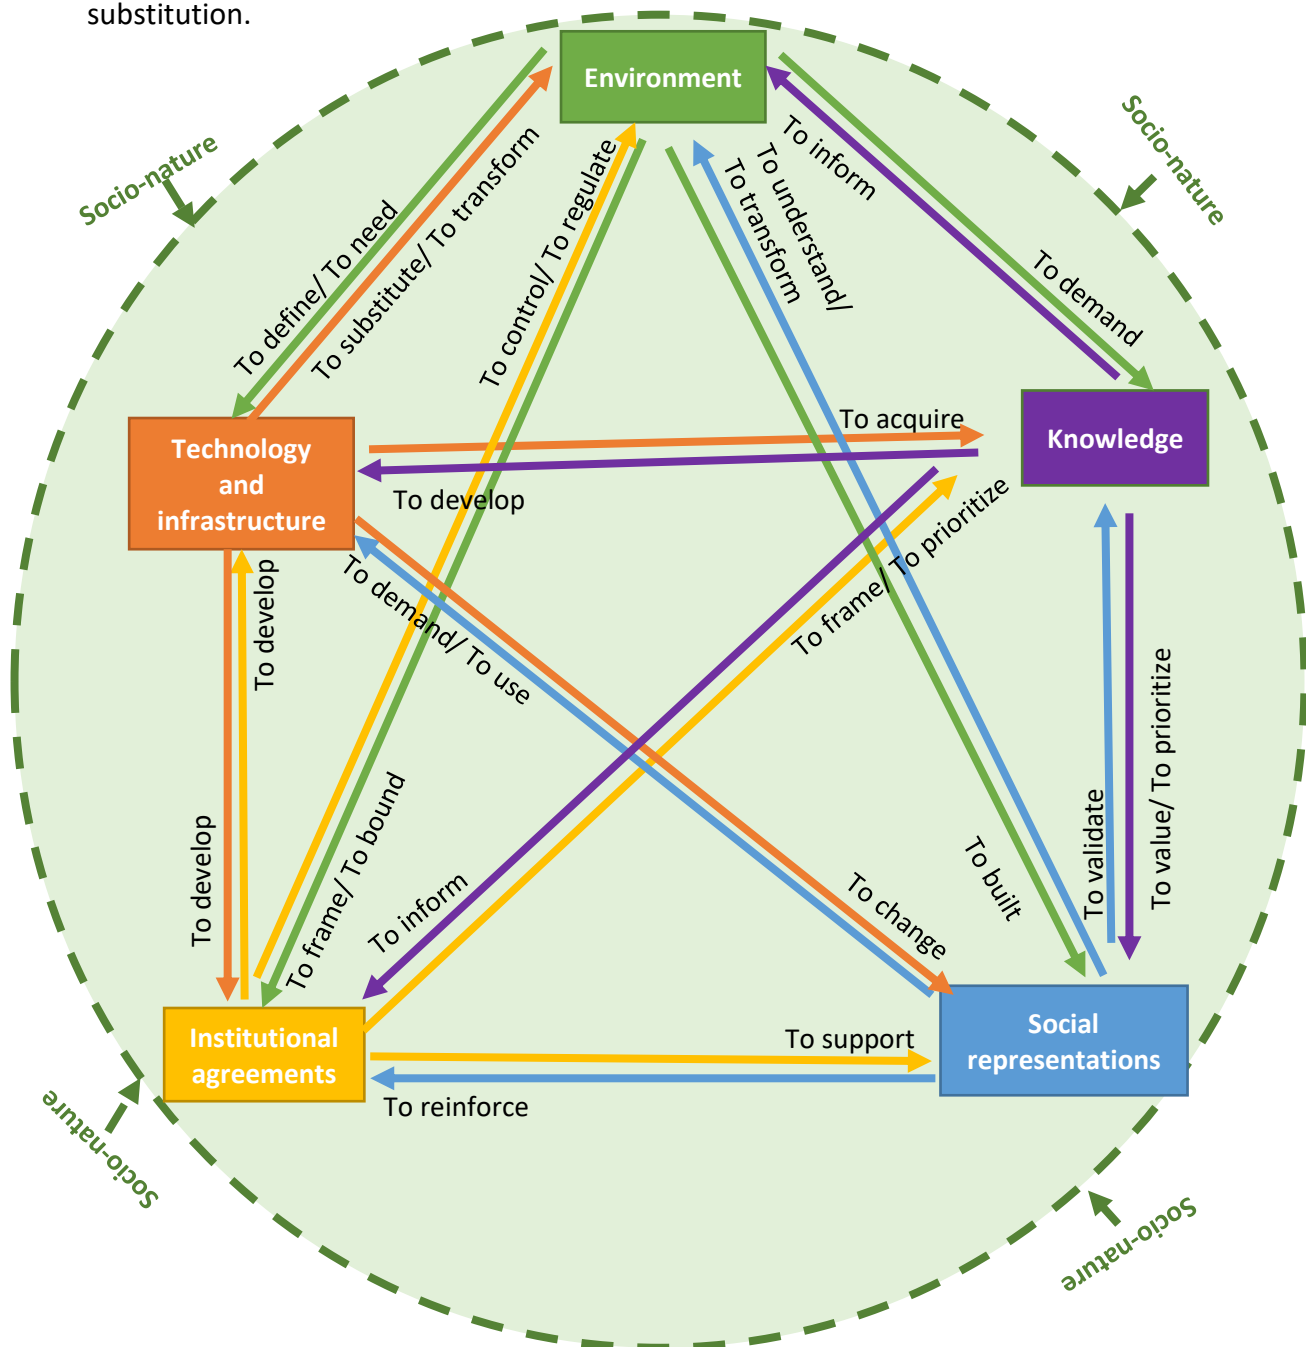 substitution.
Environment
Socio-nature
Socio-nature
To inform
To understand/
To transform
To define/ To need
To substitute/ To transform
To control/ To regulate
To demand
Technology
and
infrastructure
To acquire
Knowledge
To develop
To frame/ To prioritize
To demand/ To use
To develop
To develop
To frame/ To bound
To inform
To change
To built
To validate
To value/ To prioritize
Institutional
agreements
To support
To reinforce
Social
representations
Socio-nature
Socio-nature